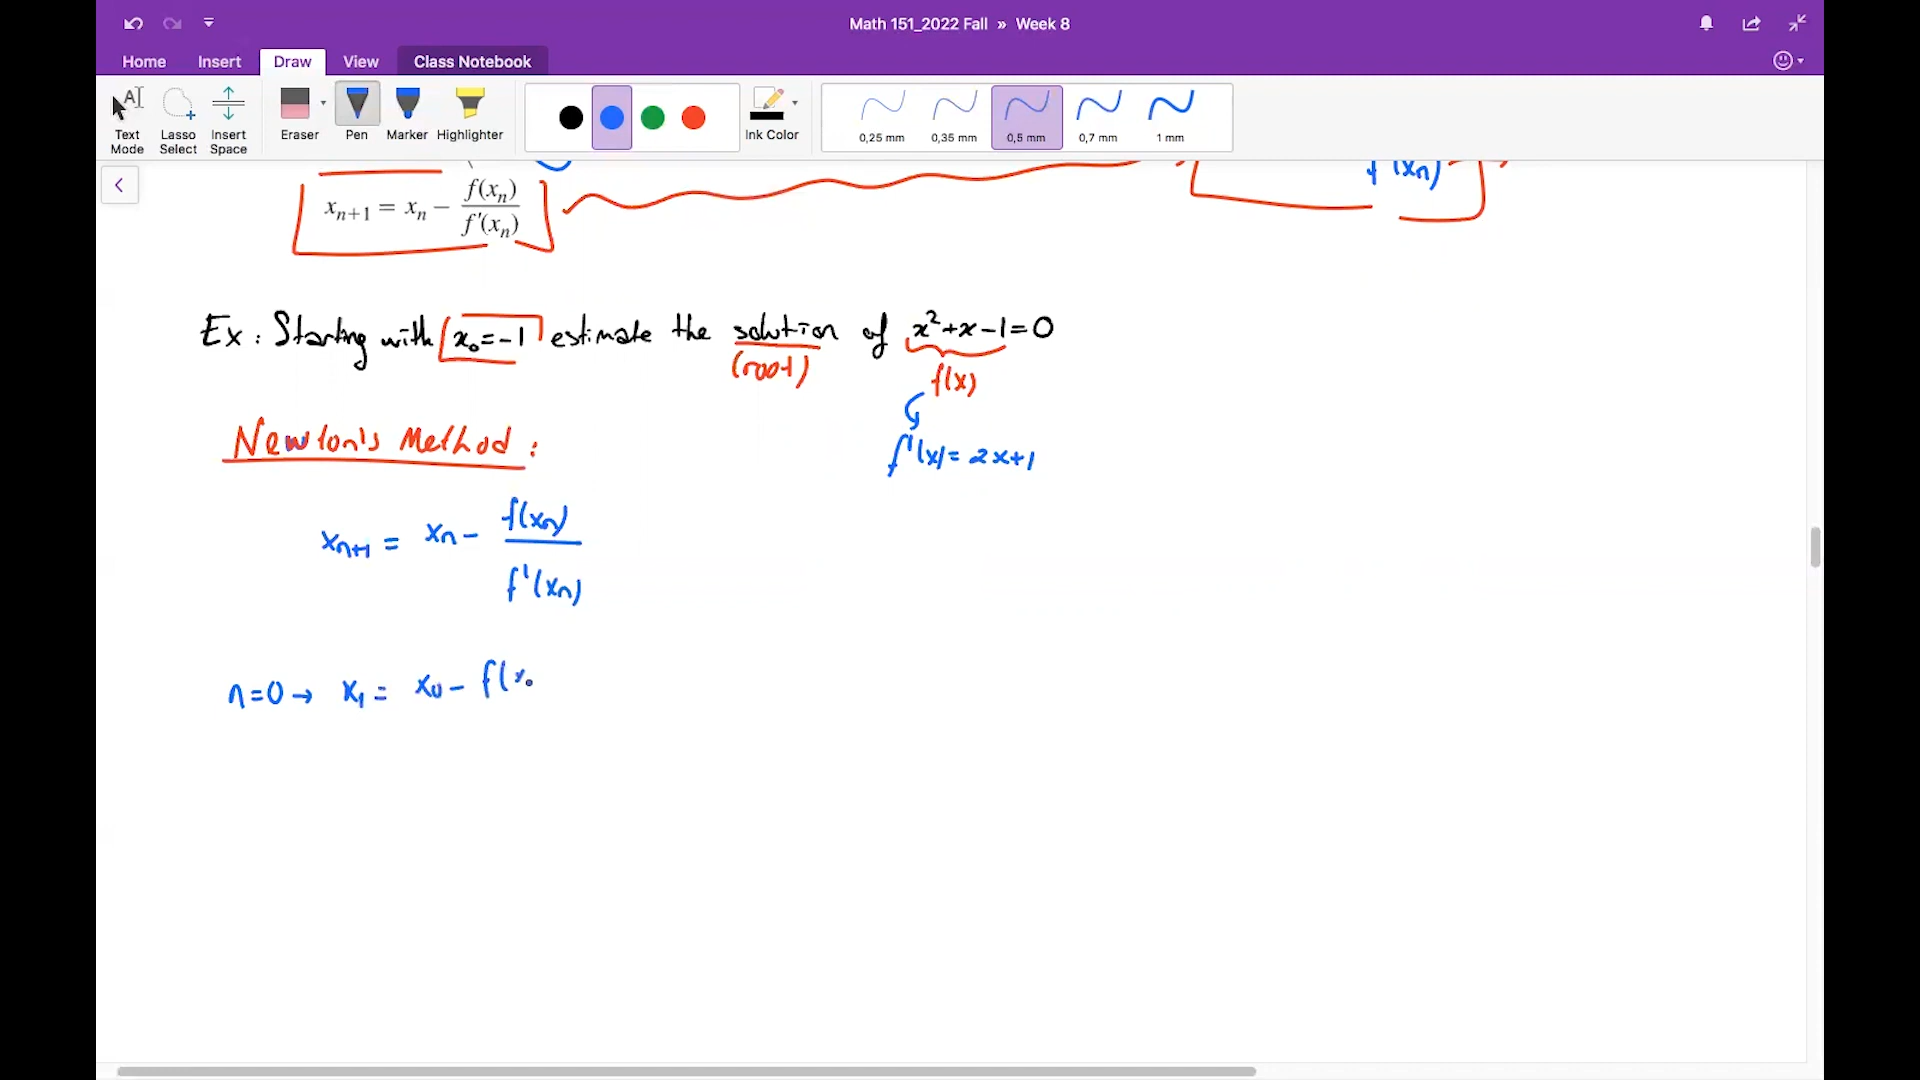 Math 151_2022 Fall » Week 8
Home Insert Draw View Class Notebook
Text Mode Lasso Select Insert Space Eraser Pen Marker Highlighter Ink Color 0,25 mm 0,35 mm 0,5 mm 0,7 mm 1 mm
f'(xn)
xn+1 = xn − f(xn) / f'(xn)
Ex: Starting with x₀=-1 estimate the solution of x²+x-1=0
(root) f(x)
Newton's Method:
f'(x)= 2x+1
xn+1 = xn - f(xn) / f'(xn)
n=0 → x₁ = x₀ - f(x₀